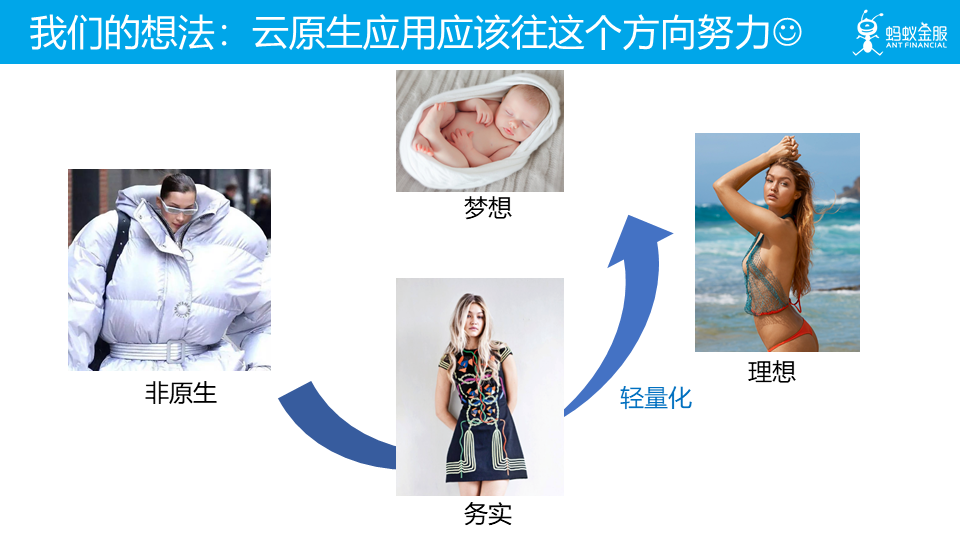 我们的想法：云原生应用应该往这个方向努力☺
蚂蚁金服
ANT FINANCIAL
梦想
非原生
理想
轻量化
务实